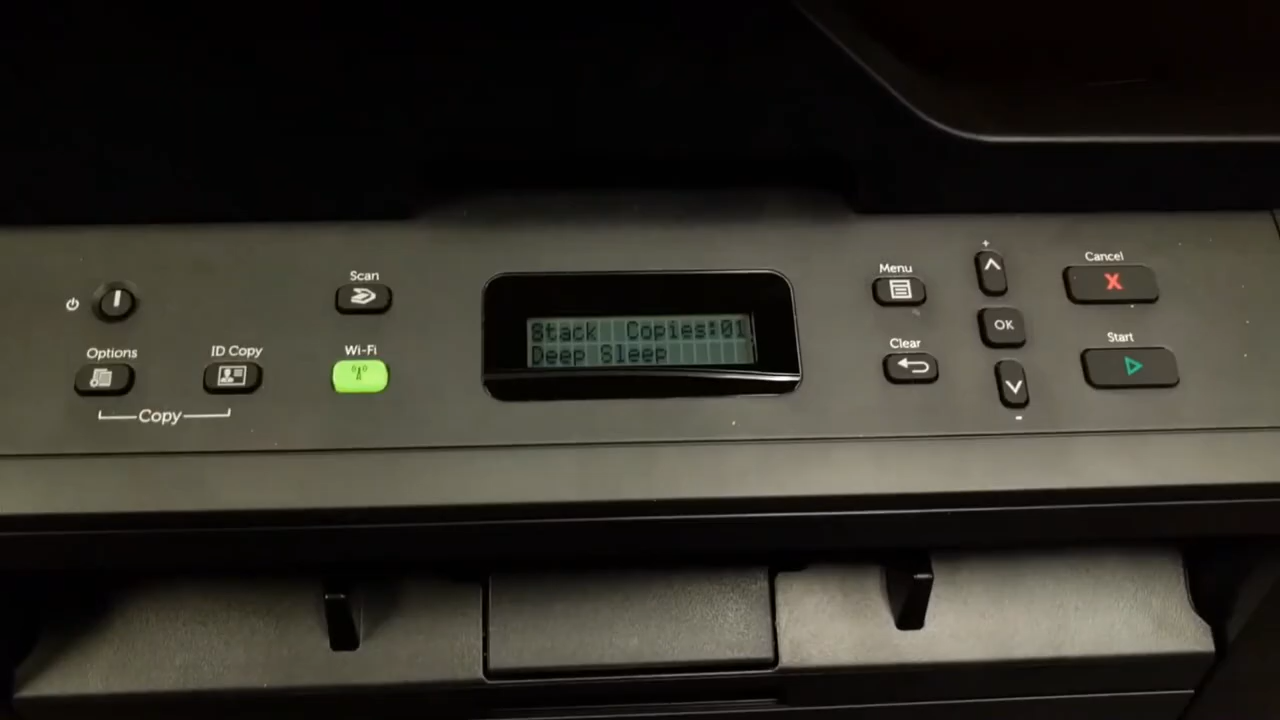 Scan
Menu
+
Cancel
X
Stack Copies:01
Deep Sleep
OK
Options
ID Copy
Wi-Fi
Clear
Start
Copy
-